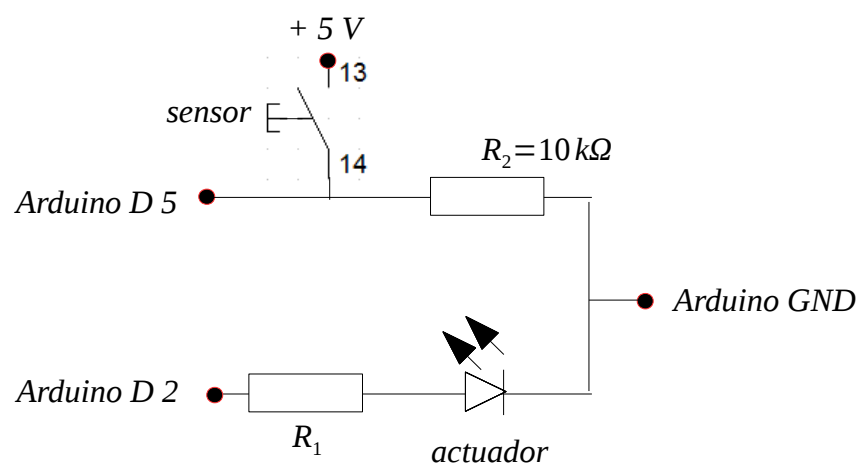 + 5 V
13
sensor
14
R₂=10 kΩ
Arduino D 5
Arduino GND
Arduino D 2
R₁
actuador